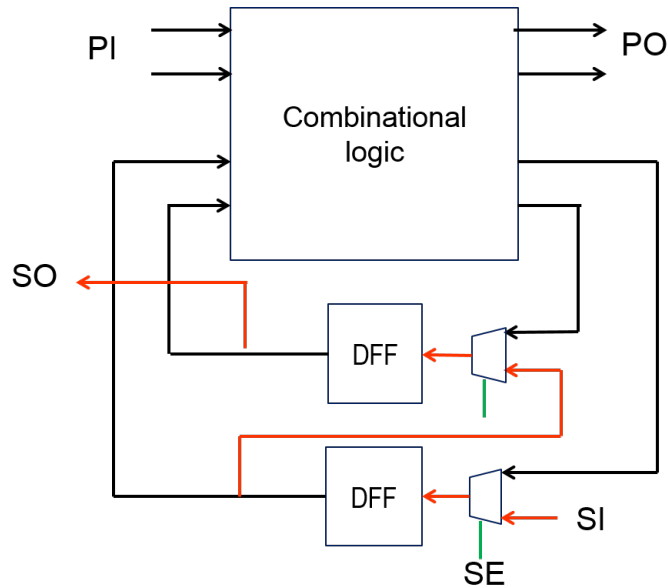 PI
PO
Combinational
logic
SO
DFF
DFF
SI
SE